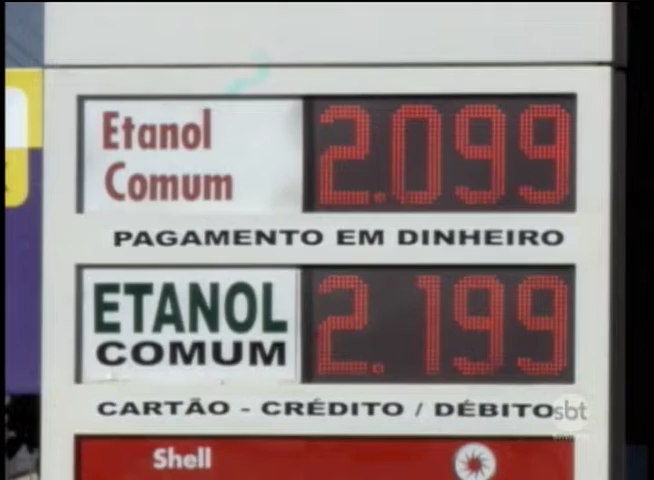 Etanol
Comum
2.099
PAGAMENTO EM DINHEIRO
ETANOL
COMUM
2.199
CARTÃO - CRÉDITO / DÉBITO
sbt
Shell